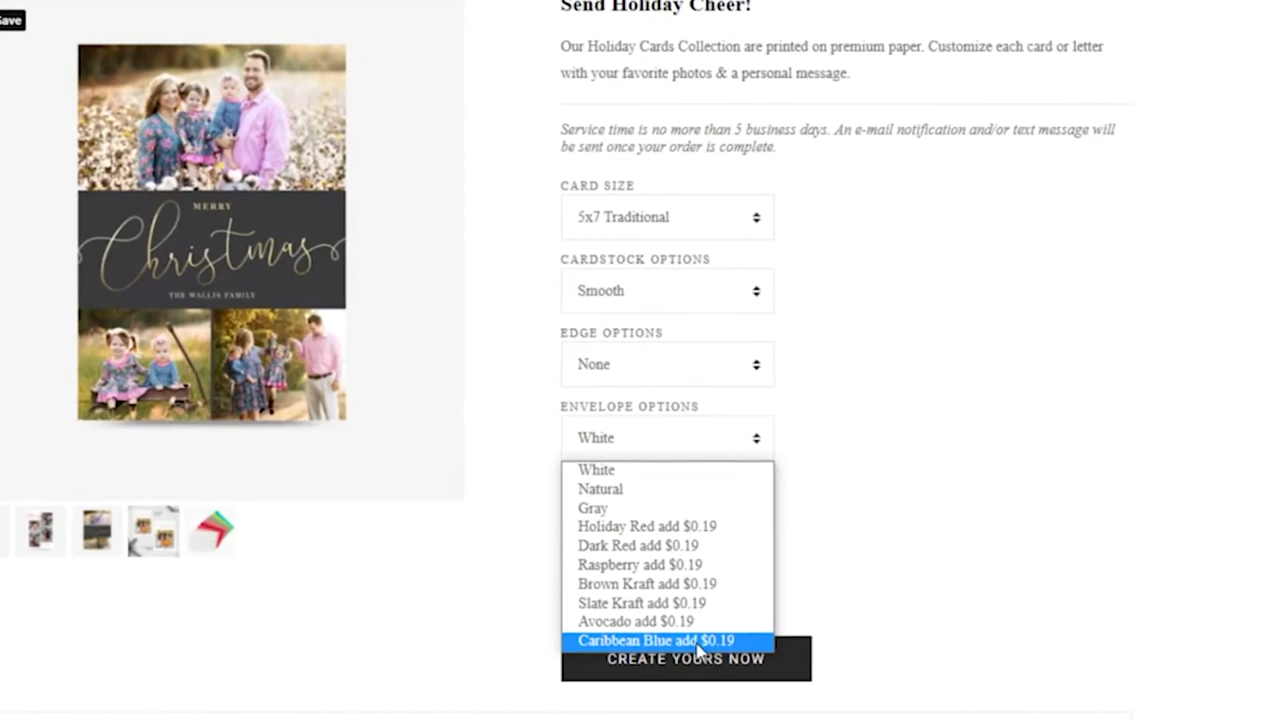 Save
Send Holiday Cheer!
Our Holiday Cards Collection are printed on premium paper. Customize each card or letter
with your favorite photos & a personal message.
Service time is no more than 5 business days. An e-mail notification and/or text message will
be sent once your order is complete.
MERRY
Christmas
THE WALLIS FAMILY
CARD SIZE
5x7 Traditional
CARDSTOCK OPTIONS
Smooth
EDGE OPTIONS
None
ENVELOPE OPTIONS
White
White
Natural
Gray
Holiday Red add $0.19
Dark Red add $0.19
Raspberry add $0.19
Brown Kraft add $0.19
Slate Kraft add $0.19
Avocado add $0.19
Caribbean Blue add $0.19
CREATE YOURS NOW